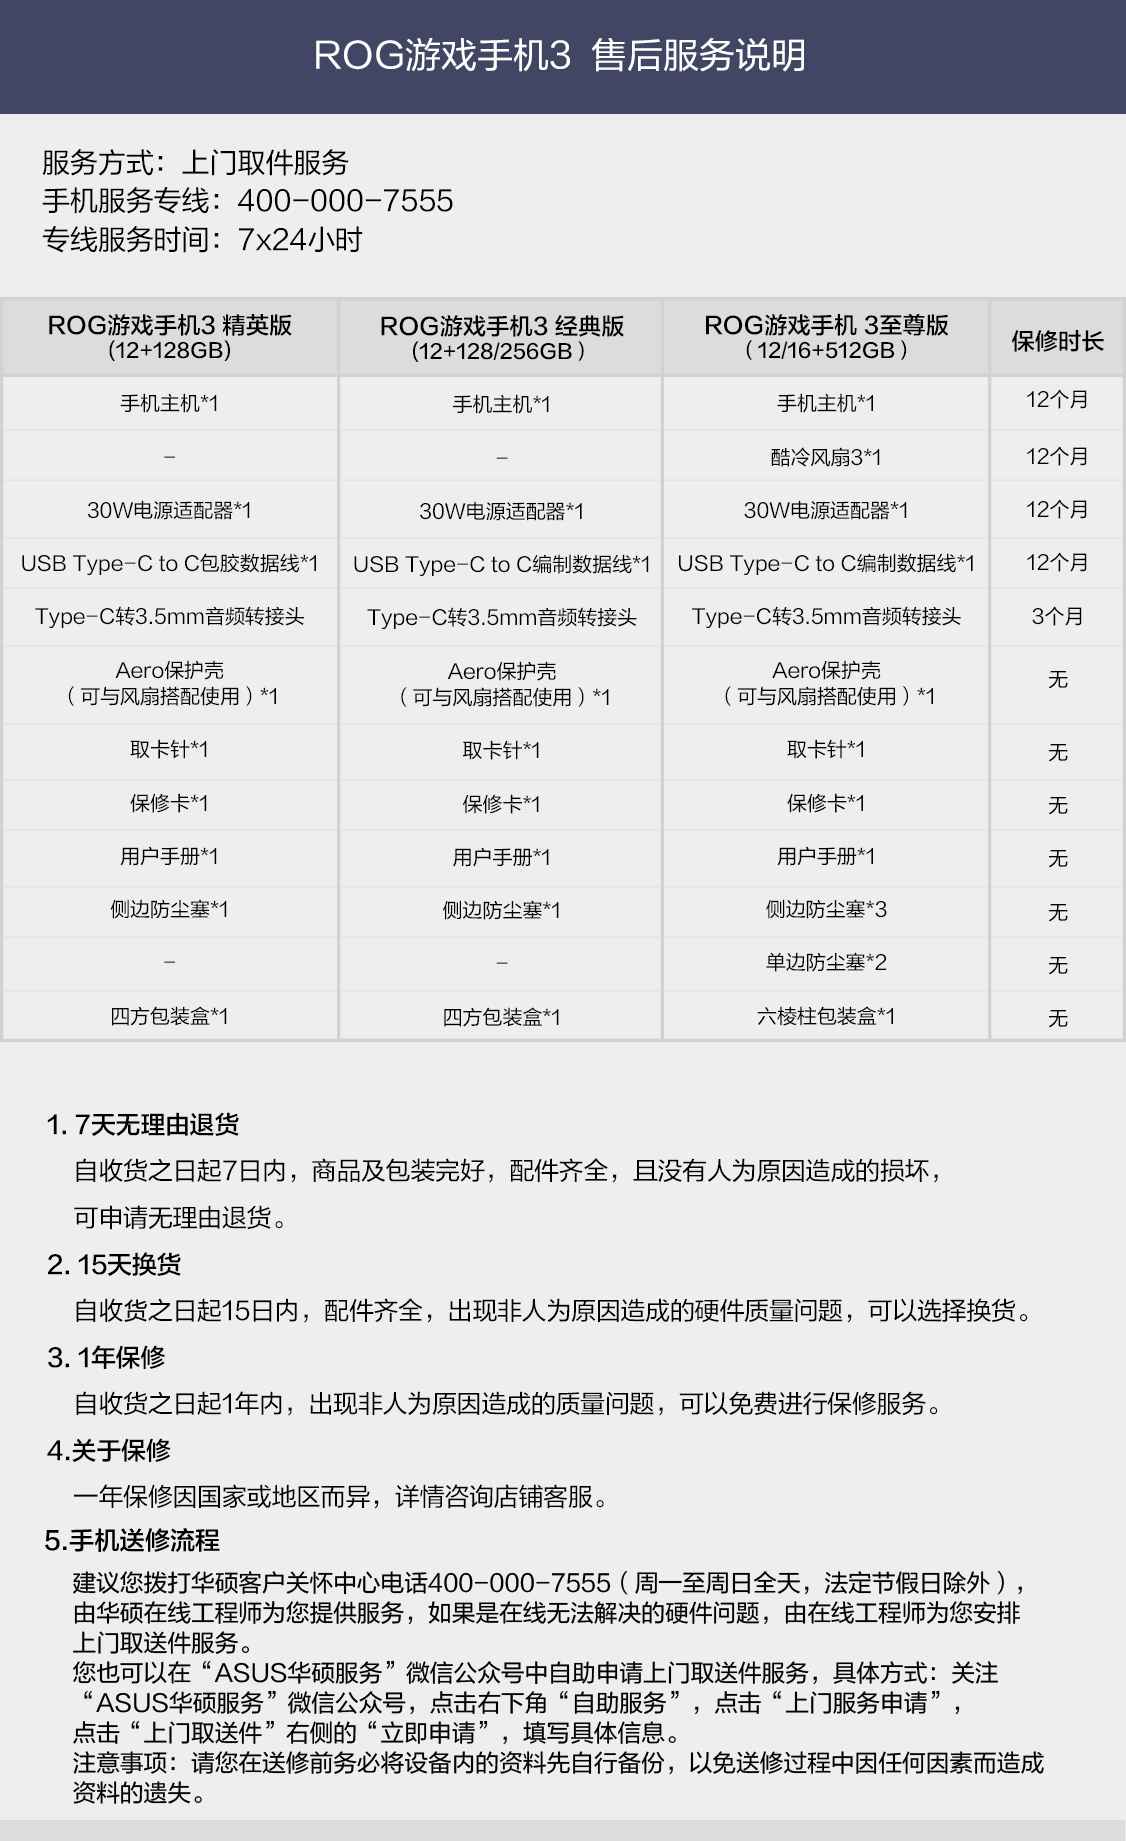 ROG游戏手机3 售后服务说明
服务方式：上门取件服务
手机服务专线：400-000-7555
专线服务时间：7x24小时
ROG游戏手机3 精英版 ROG游戏手机3 经典版 ROG游戏手机 3至尊版 保修时长
(12+128GB) (12+128/256GB） （12/16+512GB）
手机主机*1 手机主机*1 手机主机*1 12个月
- - 酷冷风扇3*1 12个月
30W电源适配器*1 30W电源适配器*1 30W电源适配器*1 12个月
USB Type-C to C包胶数据线*1 USB Type-C to C编制数据线*1 USB Type-C to C编制数据线*1 12个月
Type-C转3.5mm音频转接头 Type-C转3.5mm音频转接头 Type-C转3.5mm音频转接头 3个月
Aero保护壳 Aero保护壳 Aero保护壳 无
（可与风扇搭配使用）*1 （可与风扇搭配使用）*1 （可与风扇搭配使用）*1
取卡针*1 取卡针*1 取卡针*1 无
保修卡*1 保修卡*1 保修卡*1 无
用户手册*1 用户手册*1 用户手册*1 无
侧边防尘塞*1 侧边防尘塞*1 侧边防尘塞*3 无
- - 单边防尘塞*2 无
四方包装盒*1 四方包装盒*1 六棱柱包装盒*1 无
1. 7天无理由退货
自收货之日起7日内，商品及包装完好，配件齐全，且没有人为原因造成的损坏，
可申请无理由退货。
2. 15天换货
自收货之日起15日内，配件齐全，出现非人为原因造成的硬件质量问题，可以选择换货。
3. 1年保修
自收货之日起1年内，出现非人为原因造成的质量问题，可以免费进行保修服务。
4.关于保修
一年保修因国家或地区而异，详情咨询店铺客服。
5.手机送修流程
建议您拨打华硕客户关怀中心电话400-000-7555（周一至周日全天，法定节假日除外），
由华硕在线工程师为您提供服务，如果是在线无法解决的硬件问题，由在线工程师为您安排
上门取送件服务。
您也可以在“ASUS华硕服务”微信公众号中自助申请上门取送件服务，具体方式：关注
“ASUS华硕服务”微信公众号，点击右下角“自助服务”，点击“上门服务申请”，
点击“上门取送件”右侧的“立即申请”，填写具体信息。
注意事项：请您在送修前务必将设备内的资料先自行备份，以免送修过程中因任何因素而造成
资料的遗失。